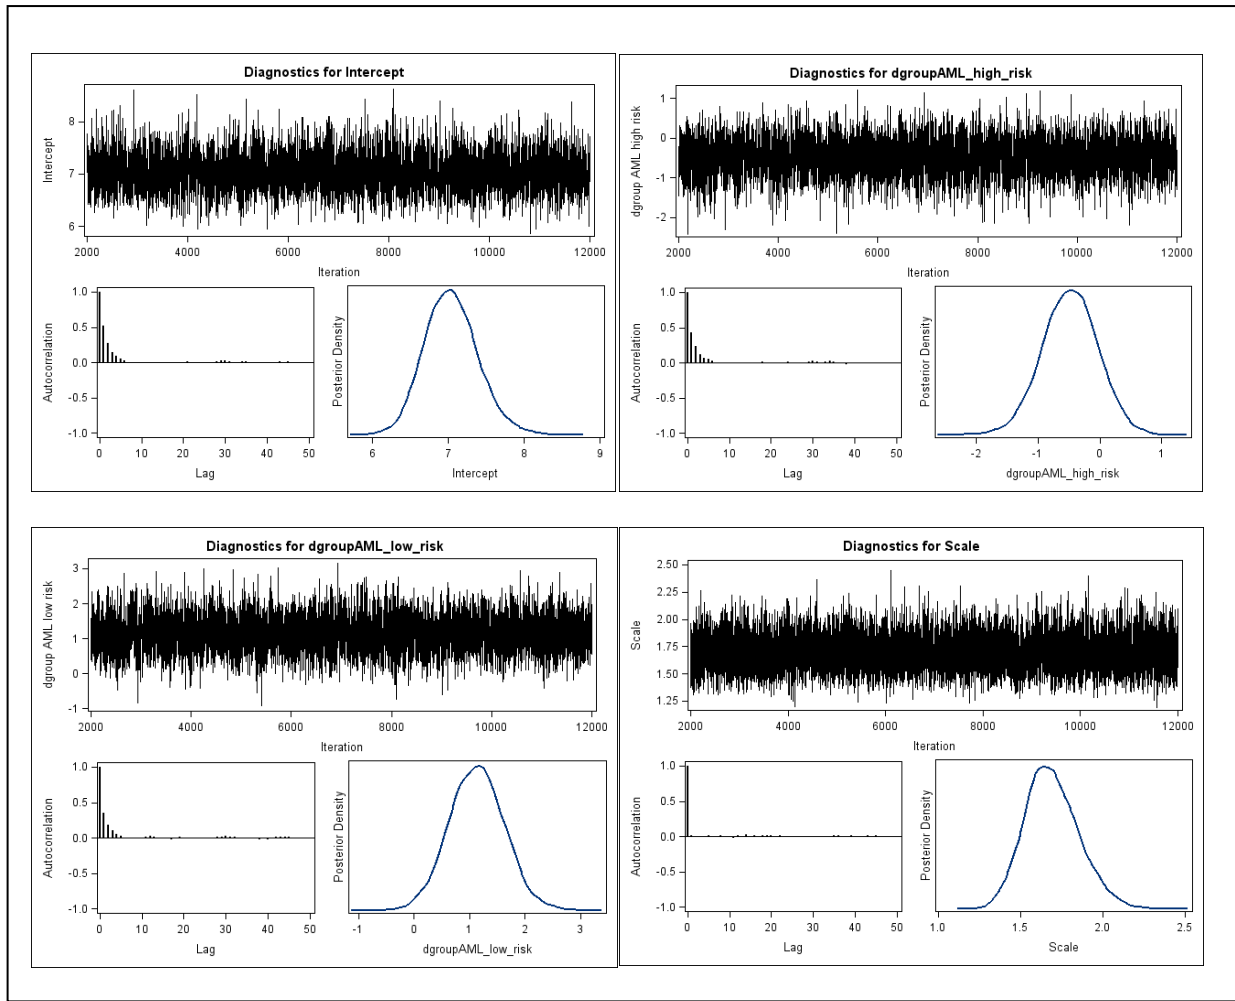 Diagnostics for Intercept
Intercept
8
7
6
2000 4000 6000 8000 10000 12000
Iteration
Autocorrelation
1.0
0.5
0.0
-0.5
-1.0
0 10 20 30 40 50
Lag
Posterior Density
6 7 8 9
Intercept
Diagnostics for dgroupAML_high_risk
dgroup AML high risk
1
0
-1
-2
2000 4000 6000 8000 10000 12000
Iteration
Autocorrelation
1.0
0.5
0.0
-0.5
-1.0
0 10 20 30 40 50
Lag
Posterior Density
-2 -1 0 1
dgroupAML_high_risk
Diagnostics for dgroupAML_low_risk
dgroup AML low risk
3
2
1
0
-1
2000 4000 6000 8000 10000 12000
Iteration
Autocorrelation
1.0
0.5
0.0
-0.5
-1.0
0 10 20 30 40 50
Lag
Posterior Density
-1 0 1 2 3
dgroupAML_low_risk
Diagnostics for Scale
Scale
2.50
2.25
2.00
1.75
1.50
1.25
2000 4000 6000 8000 10000 12000
Iteration
Autocorrelation
1.0
0.5
0.0
-0.5
-1.0
0 10 20 30 40 50
Lag
Posterior Density
1.0 1.5 2.0 2.5
Scale